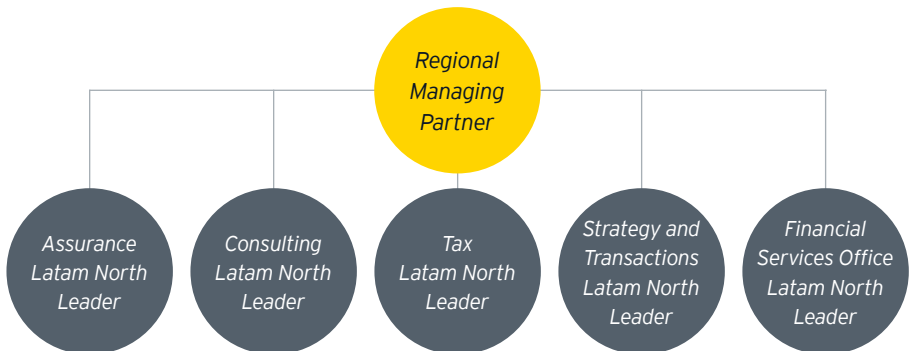 Regional
Managing
Partner
Assurance
Latam North
Leader
Consulting
Latam North
Leader
Tax
Latam North
Leader
Strategy and
Transactions
Latam North
Leader
Financial
Services Office
Latam North
Leader